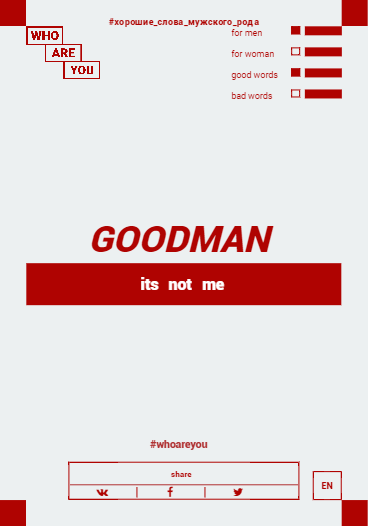 #хорошие_слова_мужского_рода
WHO
ARE
YOU
for men
for woman
good words
bad words
GOODMAN
its not me
#whoareyou
share
EN